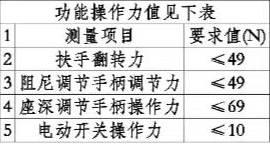 功能操作力值见下表
1 测量项目 要求值(N)
2 扶手翻转力 ≤49
3 阻尼调节手柄调节力 ≤49
4 座深调节手柄操作力 ≤69
5 电动开关操作力 ≤10